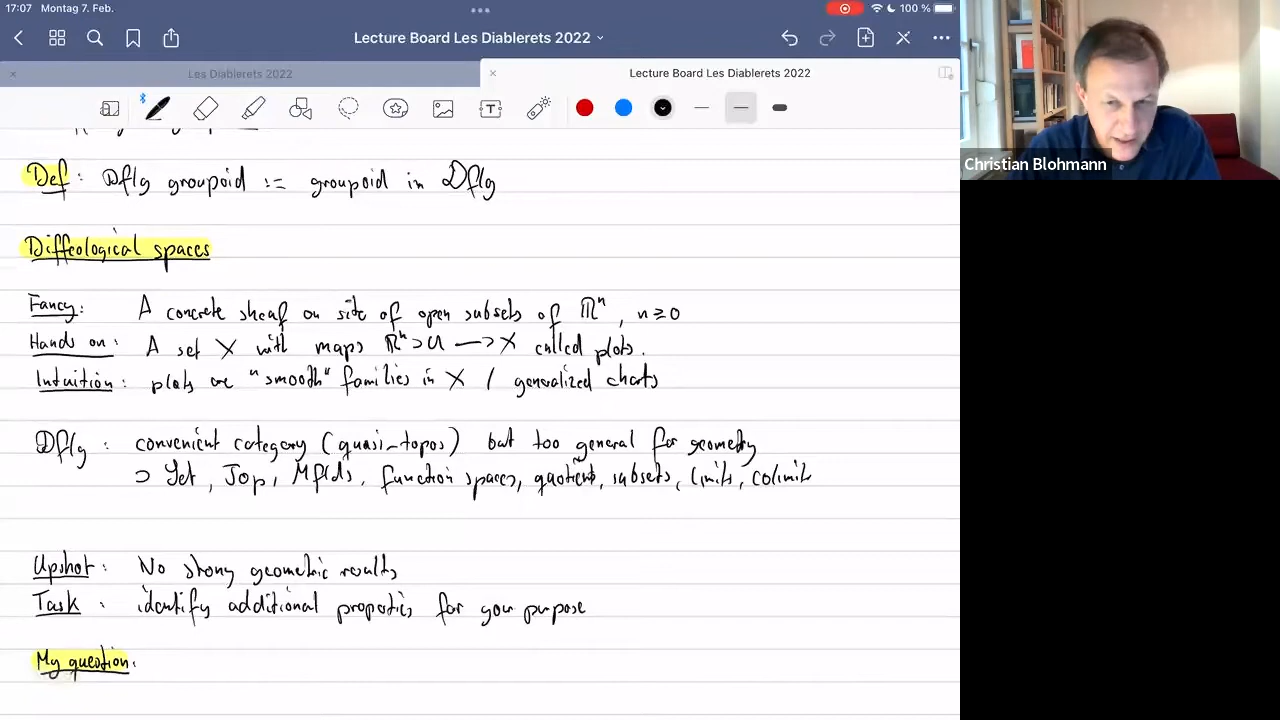 17:07 Montag 7. Feb.
100 %
Lecture Board Les Diablerets 2022
Les Diablerets 2022
Lecture Board Les Diablerets 2022
Christian Blohmann
Def: Dflg groupoid := groupoid in Dflg
Diffeological spaces
Fancy: A concrete sheaf on site of open subsets of ℝⁿ, n ≥ 0
Hands on: A set X with maps ℝⁿ ⊃ U → X called plots.
Intuition: plots are "smooth" families in X / generalized charts
Dflg: convenient category (quasi-topos) but too general for geometry
⊃ Set, Top, Mflds, function spaces, quotients, subsets, limits, colimits
Upshot: No strong geometric results
Task: identify additional properties for your purpose
My question: